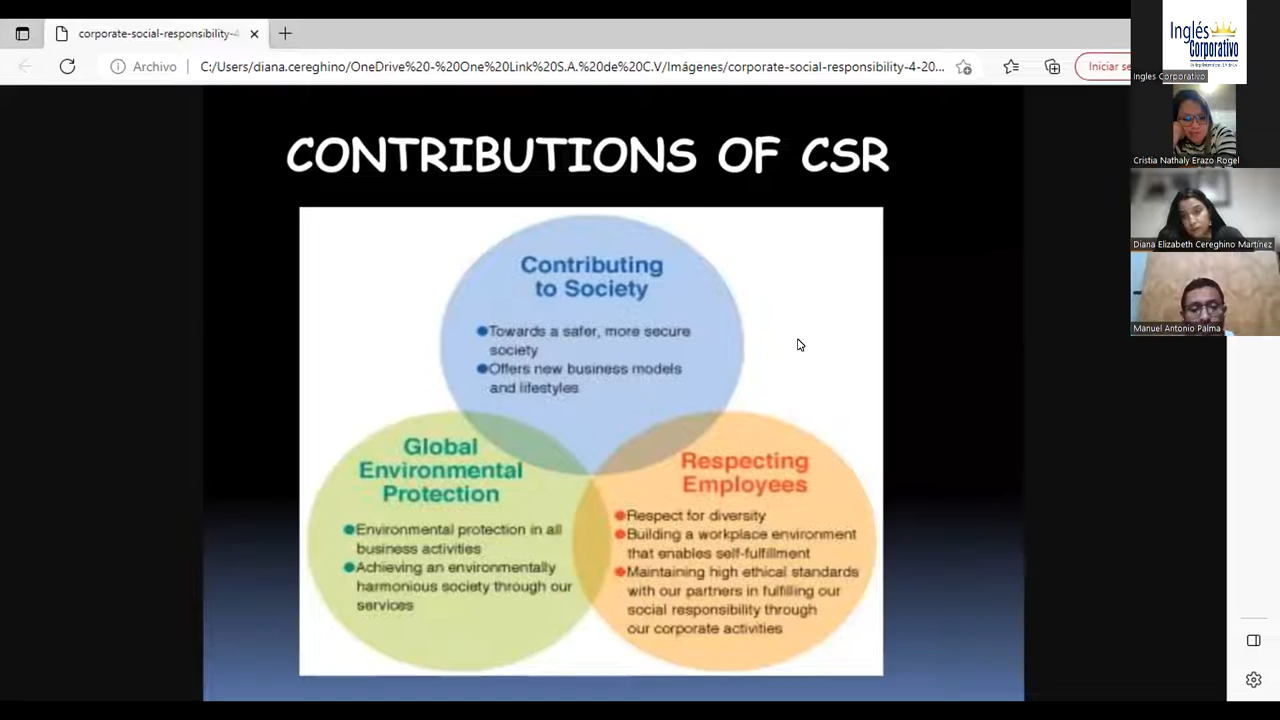 corporate-social-responsibility-4
Archivo
C:/Users/diana.cereghino/OneDrive%20-%20One%20Link%20S.A.%20de%20C.V/Imágenes/corporate-social-responsibility-4-20...
Iniciar se
Inglés
Corporativo
Ingles Corporativo
Cristia Nathaly Erazo Rogel
Diana Elizabeth Cereghino Martínez
Manuel Antonio Palma
CONTRIBUTIONS OF CSR
Contributing
to Society
Towards a safer, more secure
society
Offers new business models
and lifestyles
Global
Environmental
Protection
Environmental protection in all
business activities
Achieving an environmentally
harmonious society through our
services
Respecting
Employees
Respect for diversity
Building a workplace environment
that enables self-fulfillment
Maintaining high ethical standards
with our partners in fulfilling our
social responsibility through
our corporate activities